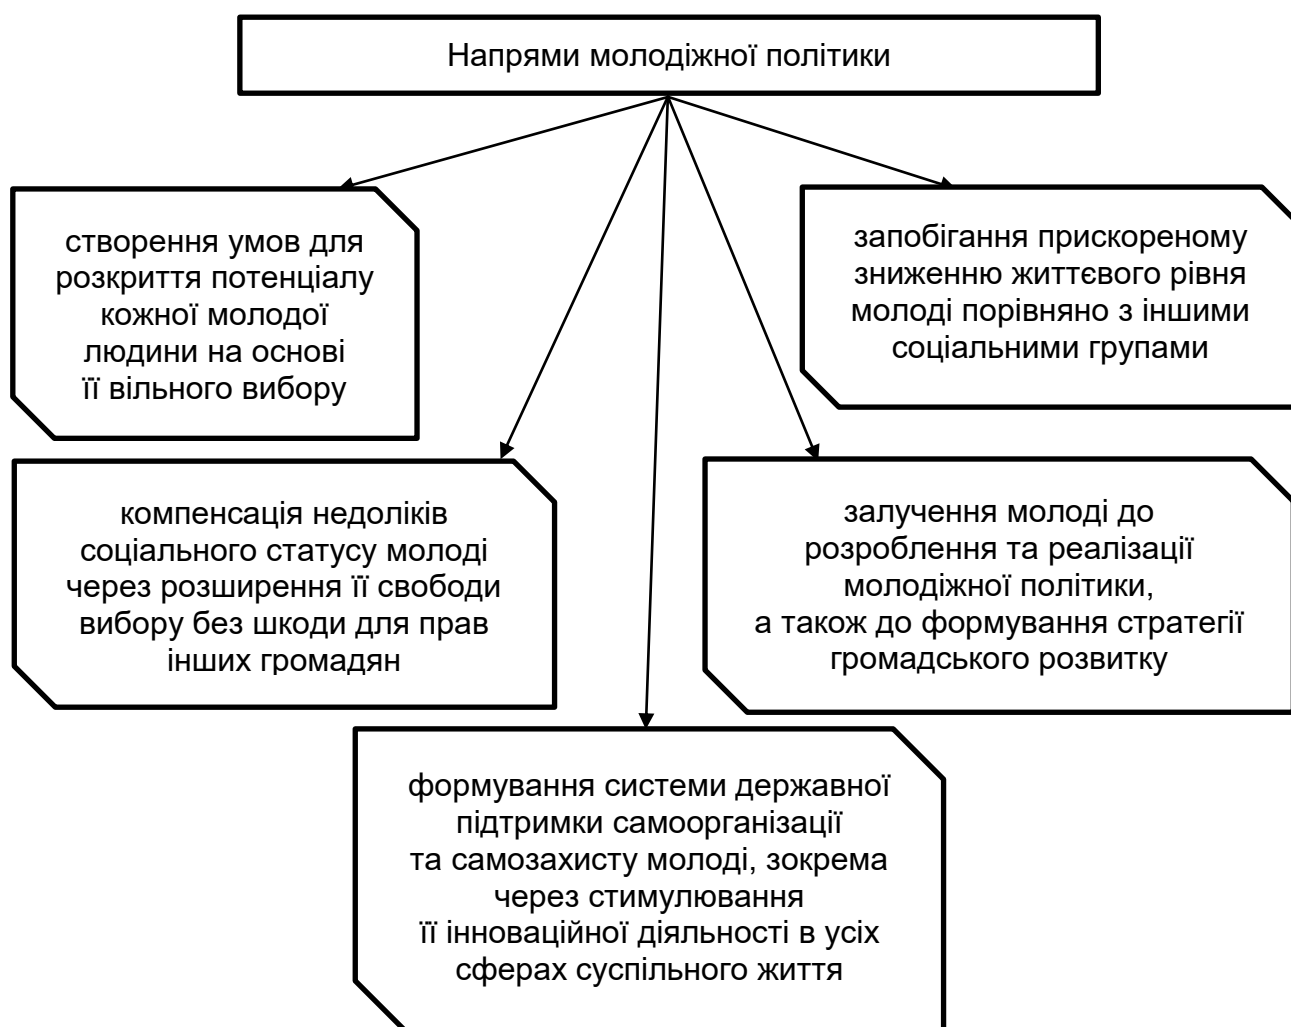 Напрями молодіжної політики
створення умов для
розкриття потенціалу
кожної молодої
людини на основі
її вільного вибору
запобігання прискореному
зниженню життєвого рівня
молоді порівняно з іншими
соціальними групами
компенсація недоліків
соціального статусу молоді
через розширення її свободи
вибору без шкоди для прав
інших громадян
залучення молоді до
розроблення та реалізації
молодіжної політики,
а також до формування стратегії
громадського розвитку
формування системи державної
підтримки самоорганізації
та самозахисту молоді, зокрема
через стимулювання
її інноваційної діяльності в усіх
сферах суспільного життя